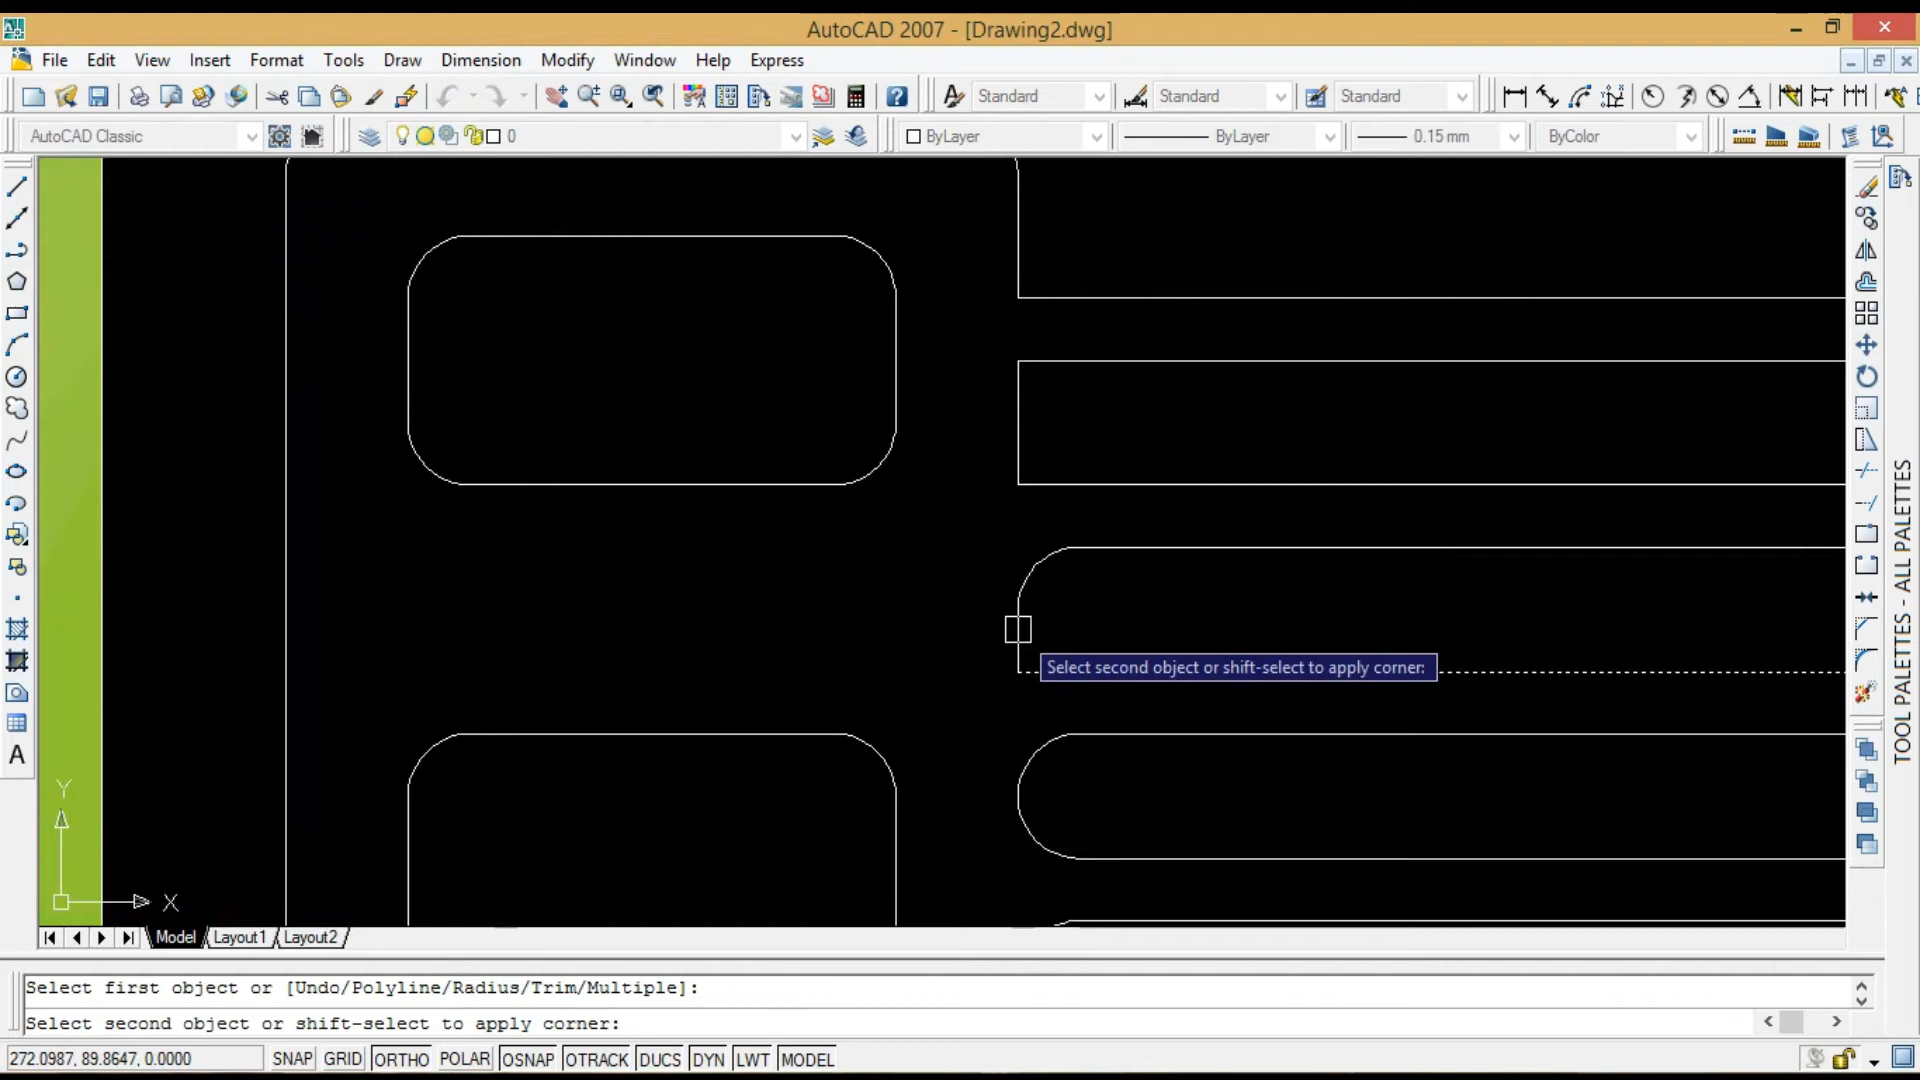 AutoCAD 2007 - [Drawing2.dwg]
File Edit View Insert Format Tools Draw Dimension Modify Window Help Express
Standard Standard Standard
AutoCAD Classic 0 ByLayer ByLayer 0.15 mm ByColor
TOOL PALETTES - ALL PALETTES
Select second object or shift-select to apply corner:
A
Y
X
Model Layout1 Layout2
Select first object or [Undo/Polyline/Radius/Trim/Multiple]:
Select second object or shift-select to apply corner:
272.0987, 89.8647, 0.0000 SNAP GRID ORTHO POLAR OSNAP OTRACK DUCS DYN LWT MODEL